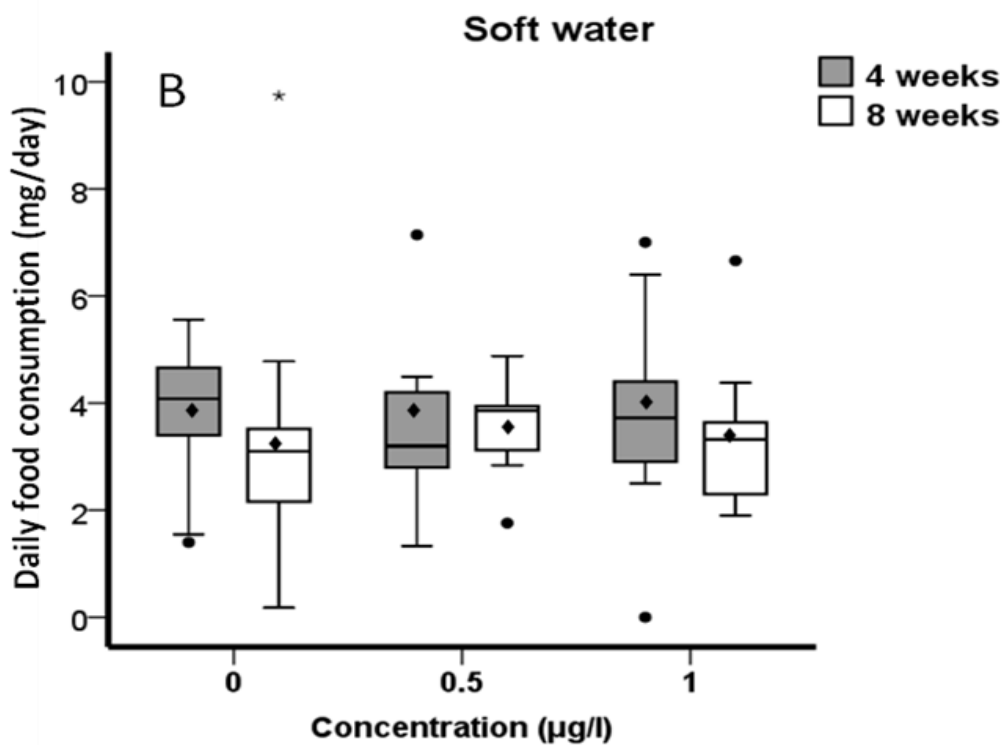 Soft water
4 weeks
8 weeks
B
*
Daily food consumption (mg/day)
10
8
6
4
2
0
0 0.5 1
Concentration (µg/l)